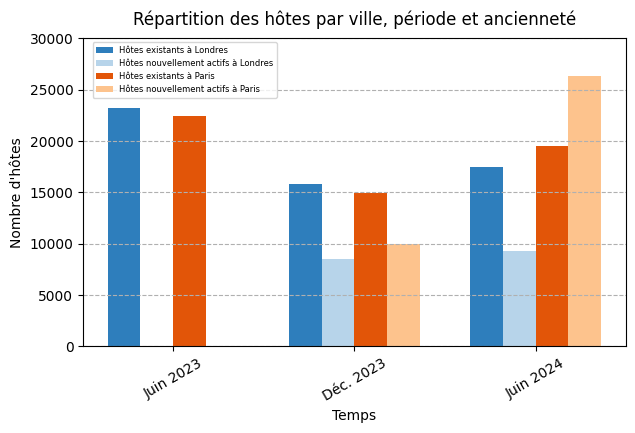 Répartition des hôtes par ville, période et ancienneté
30000
25000
20000
15000
10000
5000
0
Nombre d'hôtes
Hôtes existants à Londres
Hôtes nouvellement actifs à Londres
Hôtes existants à Paris
Hôtes nouvellement actifs à Paris
Juin 2023
Déc. 2023
Juin 2024
Temps